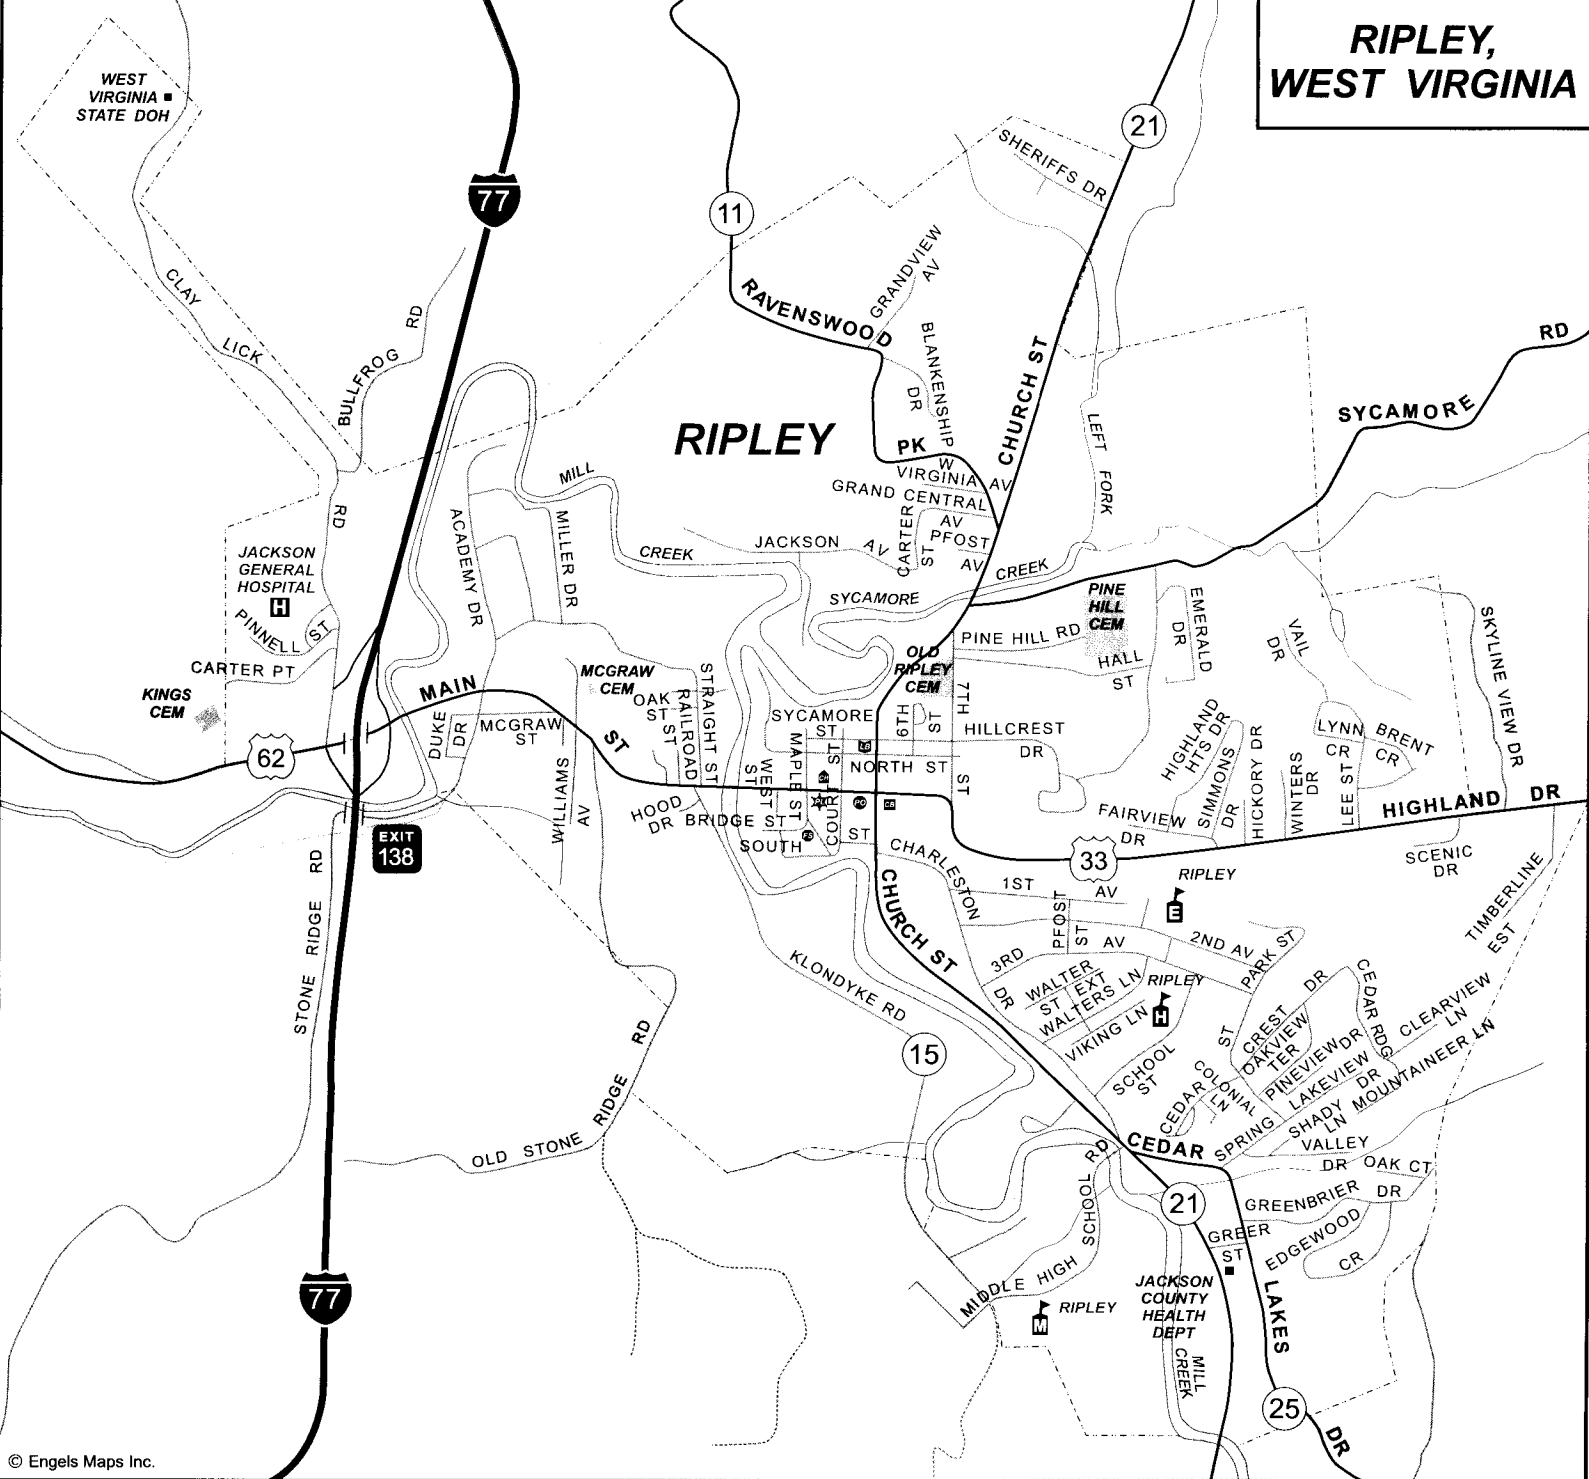 RIPLEY,
WEST VIRGINIA
WEST
VIRGINIA
STATE DOH
77
11
21
SHERIFFS DR
CLAY
LICK
RD
BULLFROG
RD
RAVENSWOOD
PK
GRANDVIEW
AV
BLANKENSHIP
DR
CHURCH ST
LEFT FORK
SYCAMORE
RD
RIPLEY
MILL
CREEK
W
VIRGINIA AV
GRAND CENTRAL
AV
CARTER
ST
PFOST
AV
JACKSON AV
SYCAMORE
CREEK
JACKSON
GENERAL
HOSPITAL
H
PINNELL
ST
CARTER PT
KINGS
CEM
ACADEMY DR
MILLER DR
62
MAIN
ST
DUKE
DR
MCGRAW
ST
MCGRAW
CEM
OAK
ST
RAILROAD
ST
STRAIGHT ST
WILLIAMS
AV
HOOD
DR
BRIDGE ST
SOUTH
ST
WEST
ST
MAPLE ST
COURT ST
SYCAMORE
ST
NORTH ST
LB
PO
CB
FS
6TH
ST
7TH
ST
OLD
RIPLEY
CEM
PINE HILL RD
PINE
HILL
CEM
HALL
ST
EMERALD
DR
HILLCREST
DR
VAIL
DR
HIGHLAND
HTS DR
SIMMONS
DR
HICKORY DR
WINTERS
DR
LYNN
CR
LEE ST
BRENT
CR
SKYLINE VIEW DR
FAIRVIEW
DR
HIGHLAND DR
33
SCENIC
DR
TIMBERLINE
EST
EXIT
138
STONE RIDGE RD
OLD STONE RIDGE RD
KLONDYKE RD
15
CHURCH ST
CHARLESTON
DR
1ST
AV
PFOST
ST
2ND AV
3RD
AV
RIPLEY
E
WALTER
ST
EXT
WALTERS LN
VIKING LN
RIPLEY
H
SCHOOL
ST
PARK ST
ST
CREST
DR
OAKVIEW
TER
CEDAR RDG
PINEVIEW
DR
LAKEVIEW
DR
CLEARVIEW
LN
MOUNTAINEER LN
SHADY
LN
SPRING
VALLEY
DR
CEDAR
LN
COLONIAL
CEDAR
LAKES
DR
OAK CT
GREENBRIER DR
EDGEWOOD
CR
GREER
ST
21
JACKSON
COUNTY
HEALTH
DEPT
MIDDLE HIGH SCHOOL RD
RIPLEY
M
MILL
CREEK
25
77
© Engels Maps Inc.